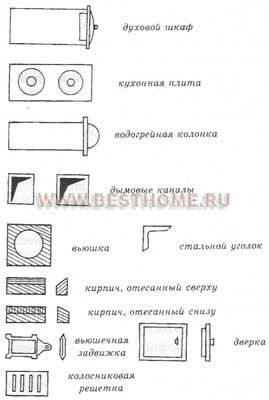 духовой шкаф
кухонная плита
водогрейная колонка
дымовые каналы
WWW.BESTHOME.RU
вьюшка
стальной уголок
кирпич, отесанный сверху
кирпич, отесанный снизу
вьюшечная
задвижка
дверка
колосниковая
решетка